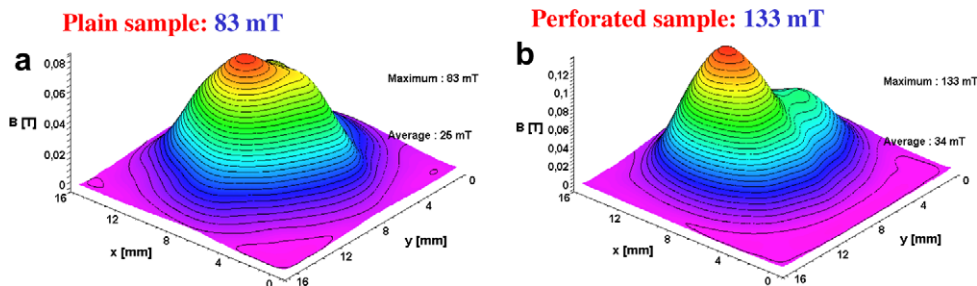 Plain sample: 83 mT
a
0,08
0,06
B [T]
0,04
0,02
0
16
12
x [mm]
8
4
0
16
12
y [mm]
8
4
0
Maximum : 83 mT
Average : 25 mT
Perforated sample: 133 mT
b
0,12
0,1
0,08
B [T]
0,06
0,04
0,02
0
16
12
x [mm]
8
4
0
16
12
y [mm]
8
4
0
Maximum : 133 mT
Average : 34 mT